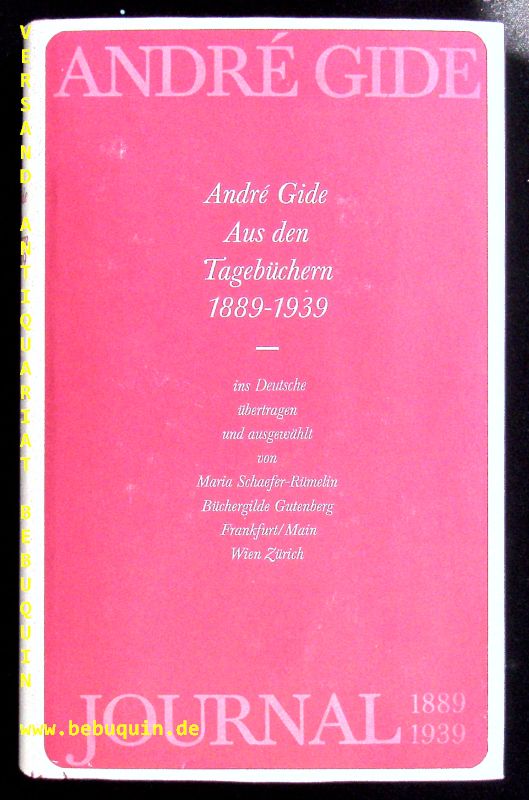 ANDRÉ GIDE
André Gide
Aus den
Tagebüchern
1889-1939
ins Deutsche
übertragen
und ausgewählt
von
Maria Schaefer-Rümelin
Büchergilde Gutenberg
Frankfurt/Main
Wien Zürich
JOURNAL 1889
1939
VERSAND ANTIQUARIAT BEBUQUIN
www.bebuquin.de